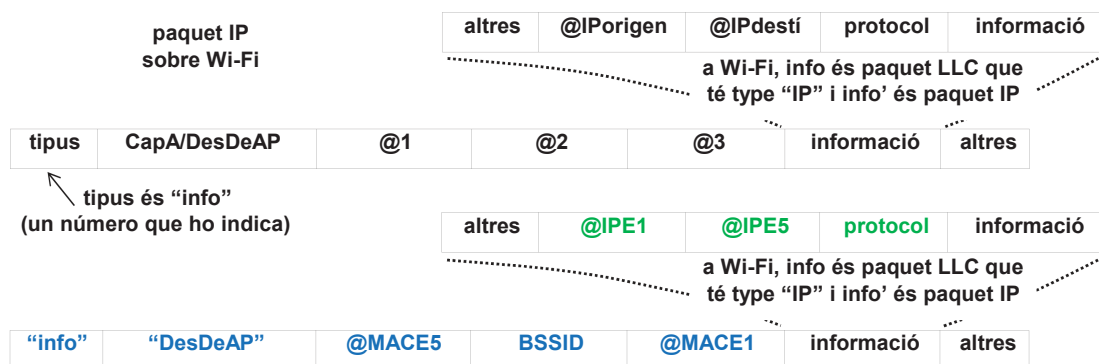 paquet IP
sobre Wi-Fi
altres @IPorigen @IPdestí protocol informació
a Wi-Fi, info és paquet LLC que
té type “IP” i info’ és paquet IP
tipus CapA/DesDeAP @1 @2 @3 informació altres
tipus és “info”
(un número que ho indica)
altres @IPE1 @IPE5 protocol informació
a Wi-Fi, info és paquet LLC que
té type “IP” i info’ és paquet IP
“info” “DesDeAP” @MACE5 BSSID @MACE1 informació altres